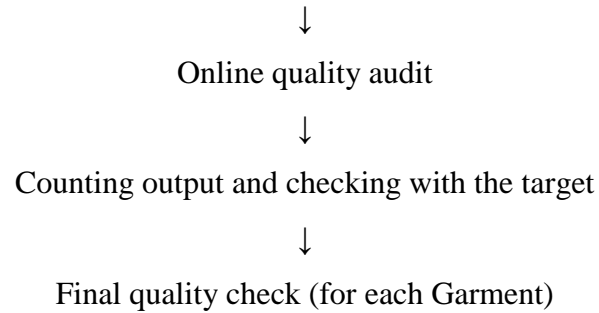 ↓
Online quality audit
↓
Counting output and checking with the target
↓
Final quality check (for each Garment)